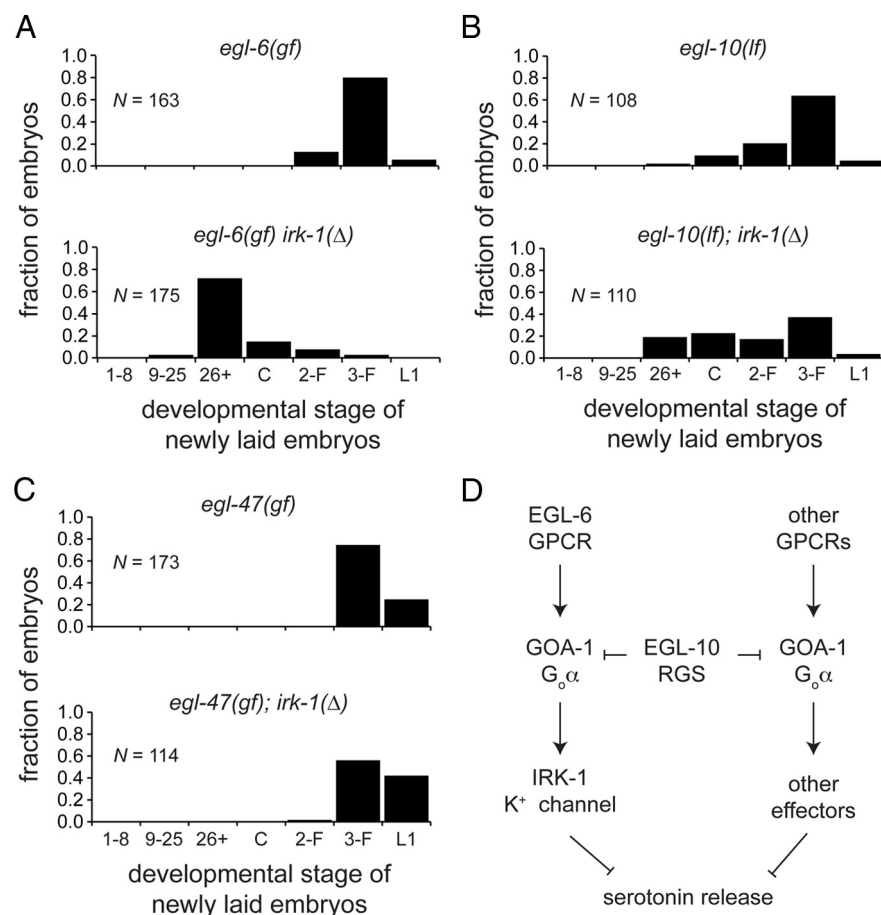 A
egl-6(gf)
1.0
0.8
0.6
0.4
0.2
0.0
N = 163
egl-6(gf) irk-1(Δ)
1.0
0.8
0.6
0.4
0.2
0.0
N = 175
fraction of embryos
1-8 9-25 26+ C 2-F 3-F L1
developmental stage of
newly laid embryos
B
egl-10(lf)
1.0
0.8
0.6
0.4
0.2
0.0
N = 108
egl-10(lf); irk-1(Δ)
1.0
0.8
0.6
0.4
0.2
0.0
N = 110
fraction of embryos
1-8 9-25 26+ C 2-F 3-F L1
developmental stage of
newly laid embryos
C
egl-47(gf)
1.0
0.8
0.6
0.4
0.2
0.0
N = 173
egl-47(gf); irk-1(Δ)
1.0
0.8
0.6
0.4
0.2
0.0
N = 114
fraction of embryos
1-8 9-25 26+ C 2-F 3-F L1
developmental stage of
newly laid embryos
D
EGL-6
GPCR
other
GPCRs
GOA-1
Goα
EGL-10
RGS
GOA-1
Goα
IRK-1
K+ channel
other
effectors
serotonin release